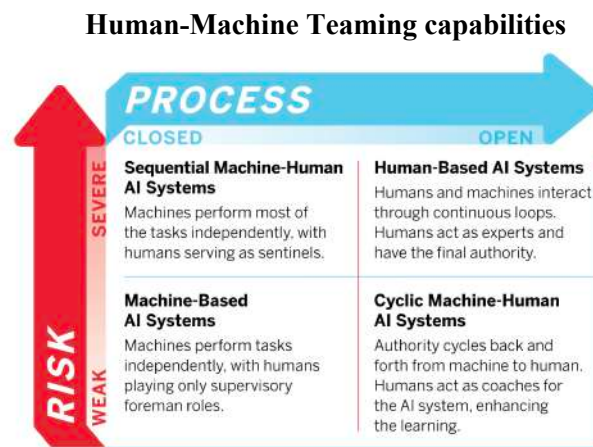 Human-Machine Teaming capabilities
PROCESS
CLOSED
OPEN
RISK
SEVERE
WEAK
Sequential Machine-Human
AI Systems
Machines perform most of
the tasks independently, with
humans serving as sentinels.
Human-Based AI Systems
Humans and machines interact
through continuous loops.
Humans act as experts and
have the final authority.
Machine-Based
AI Systems
Machines perform tasks
independently, with humans
playing only supervisory
foreman roles.
Cyclic Machine-Human
AI Systems
Authority cycles back and
forth from machine to human.
Humans act as coaches for
the AI system, enhancing
the learning.